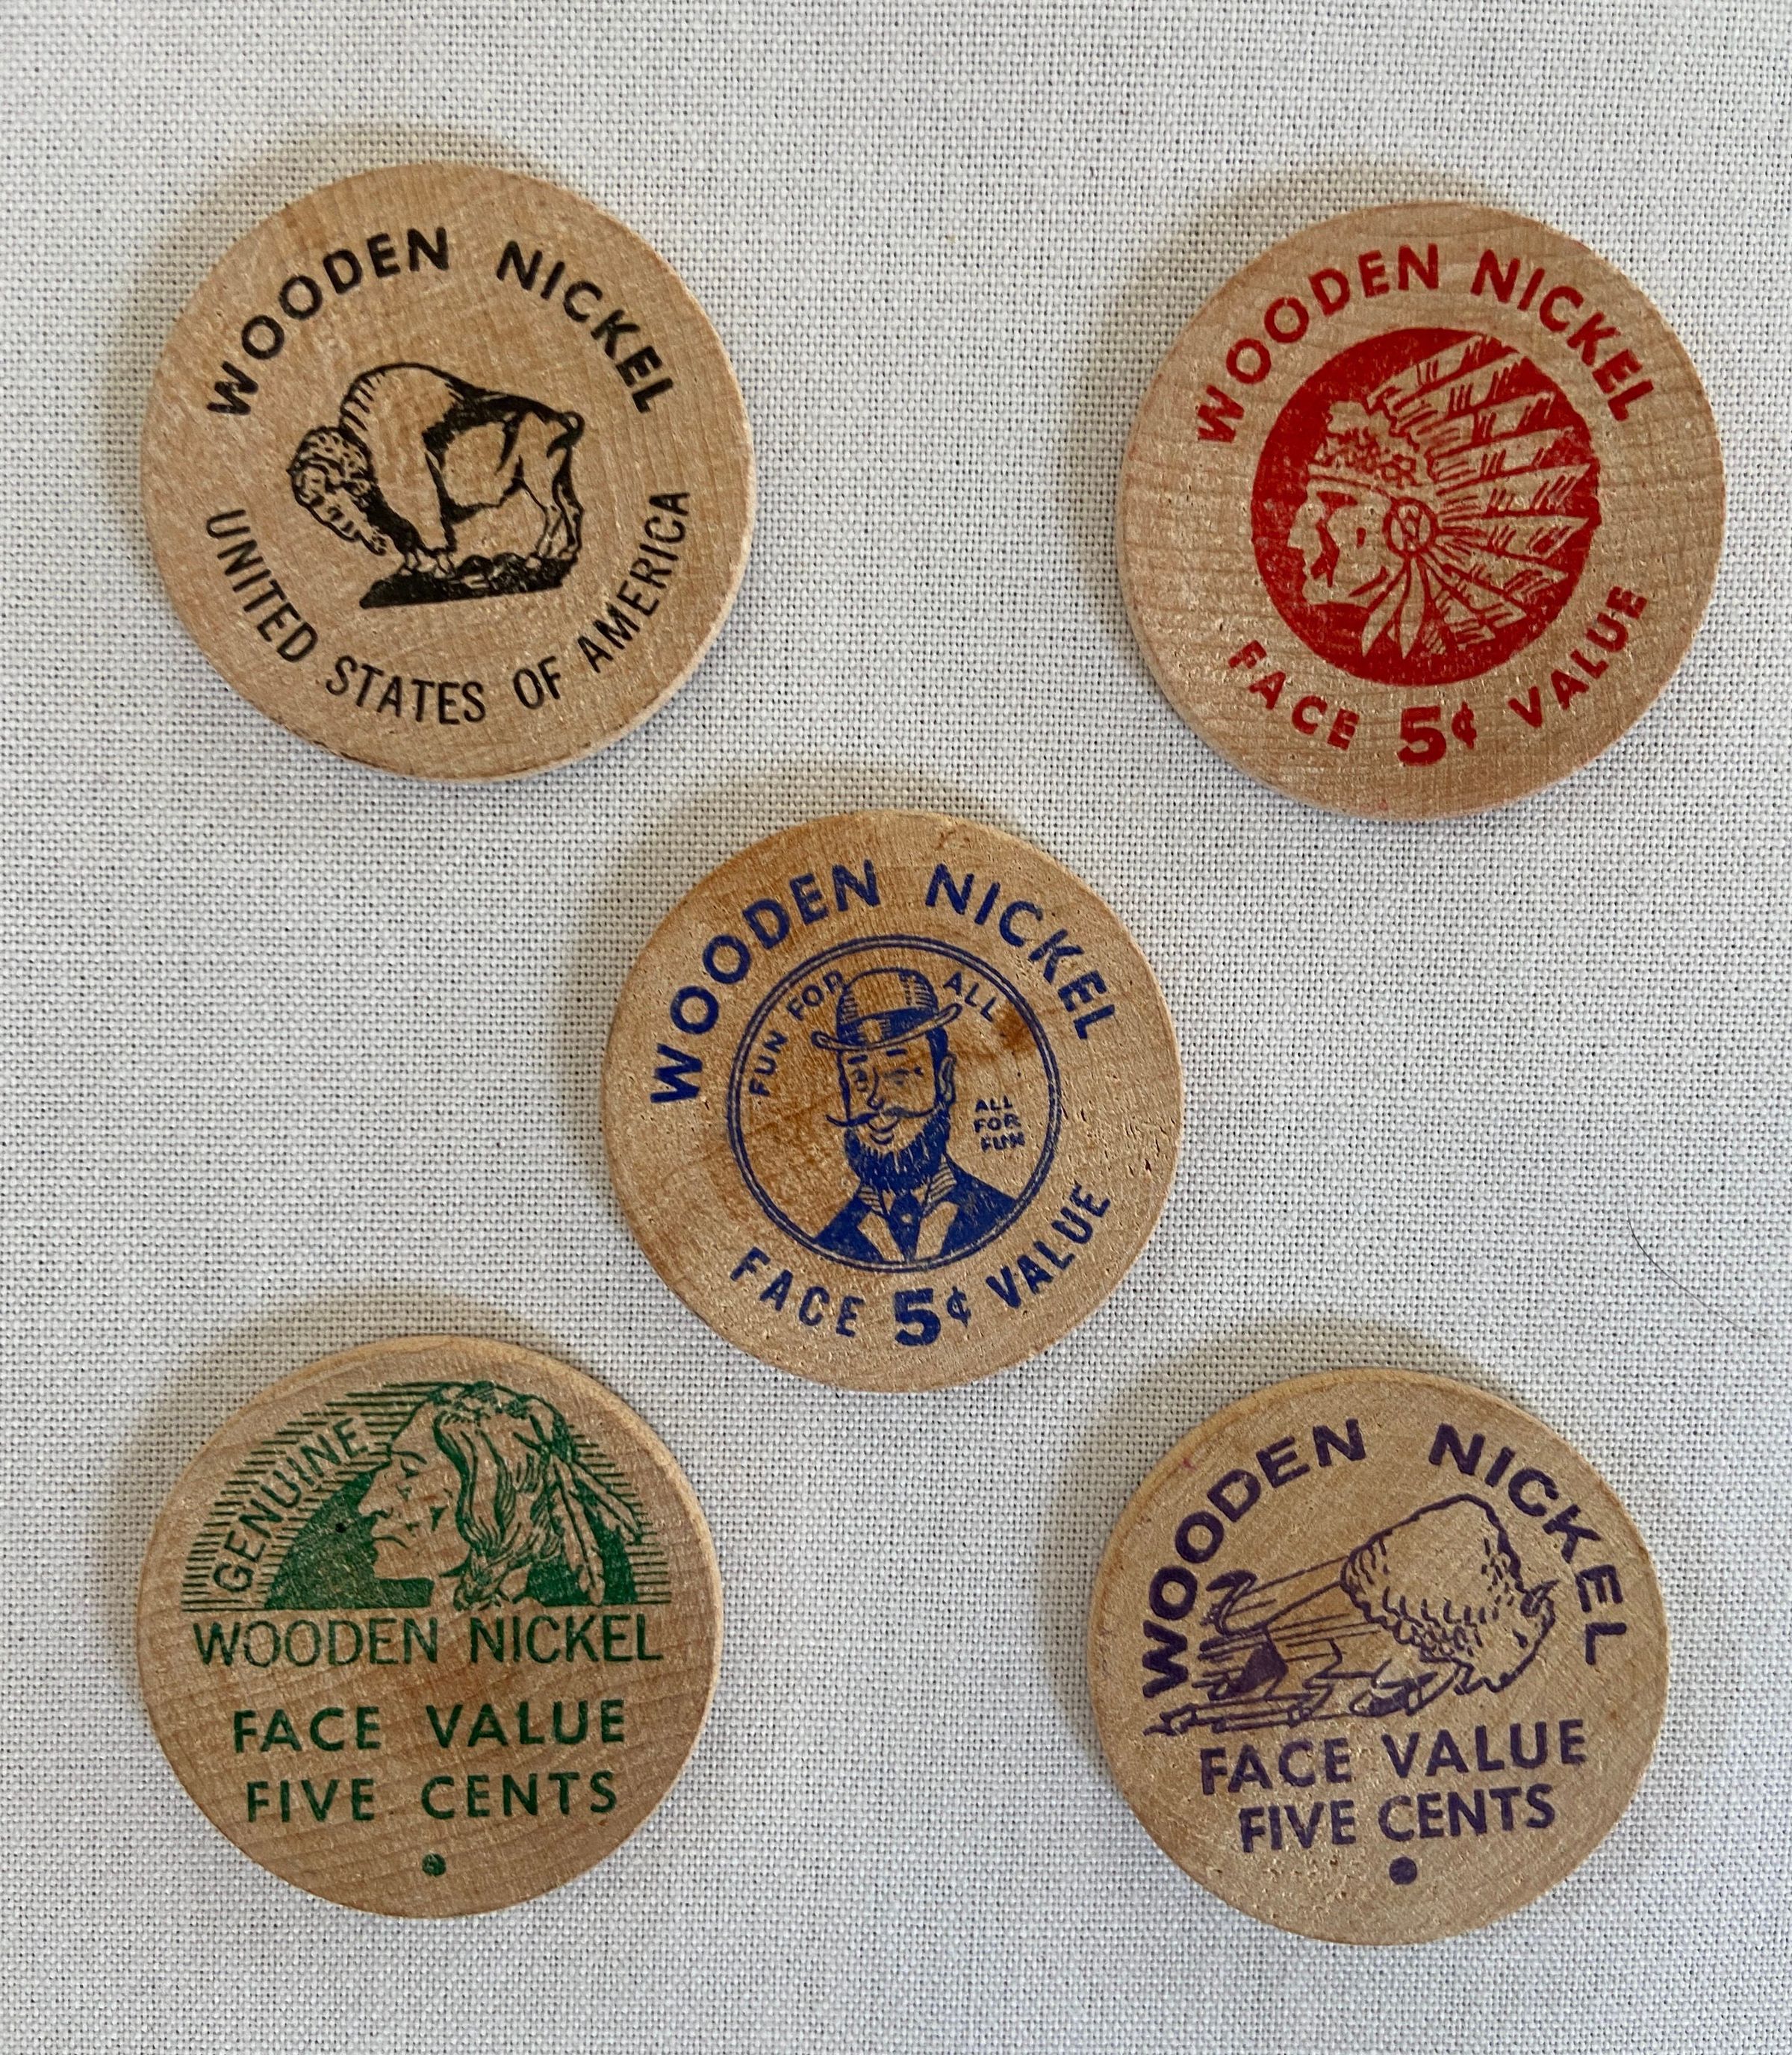 WOODEN NICKEL
UNITED STATES OF AMERICA
WOODEN NICKEL
FACE 5¢ VALUE
WOODEN NICKEL
FUN FOR ALL
ALL
FOR
FUN
FACE 5¢ VALUE
GENUINE
WOODEN NICKEL
FACE VALUE
FIVE CENTS
WOODEN NICKEL
FACE VALUE
FIVE CENTS